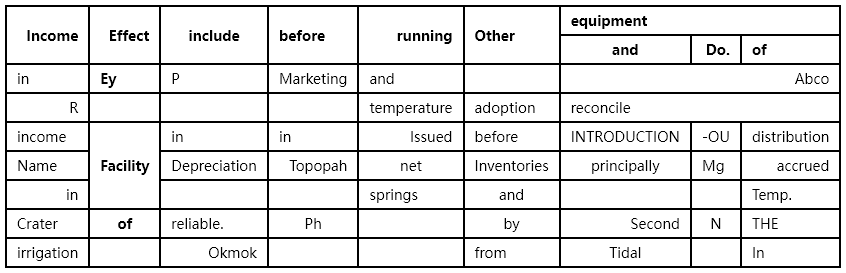 Income Effect include before running Other equipment
and Do. of
in Ey P Marketing and Abco
R temperature adoption reconcile
income in in Issued before INTRODUCTION -OU distribution
Name Facility Depreciation Topopah net Inventories principally Mg accrued
in springs and Temp.
Crater of reliable. Ph by Second N THE
irrigation Okmok from Tidal In